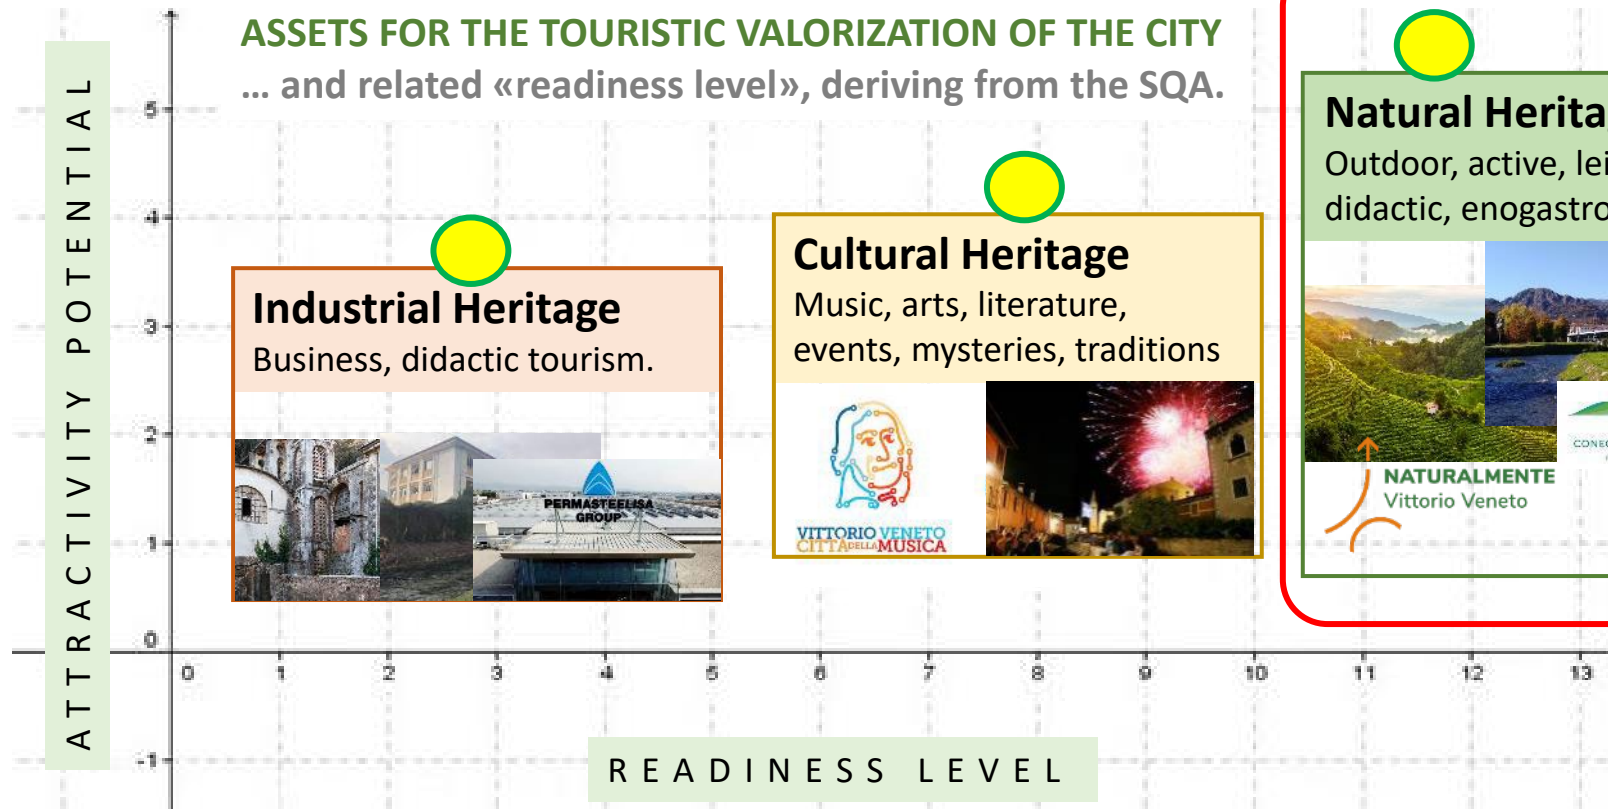 ASSETS FOR THE TOURISTIC VALORIZATION OF THE CITY
… and related «readiness level», deriving from the SQA.
ATTRACTIVITY POTENTIAL
5
4
3
2
1
0
-1
Industrial Heritage
Business, didactic tourism.
PERMASTEELISA
GROUP
Cultural Heritage
Music, arts, literature,
events, mysteries, traditions
VITTORIO VENETO
CITTÀ DELLA MUSICA
Natural Herita
Outdoor, active, lei
didactic, enogastro
CONE
NATURALMENTE
Vittorio Veneto
0 1 2 3 4 5 6 7 8 9 10 11 12 13
READINESS LEVEL